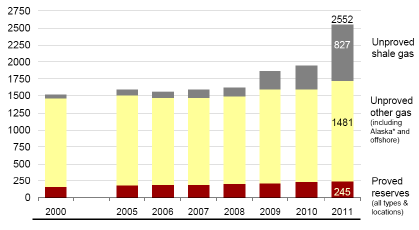 2750
2552
2500
827
Unproved
shale gas
2250
2000
1750
Unproved
other gas
(including
Alaska* and
offshore)
1500
1481
1250
1000
750
500
Proved
reserves
(all types &
locations)
250
245
0
2000 2005 2006 2007 2008 2009 2010 2011